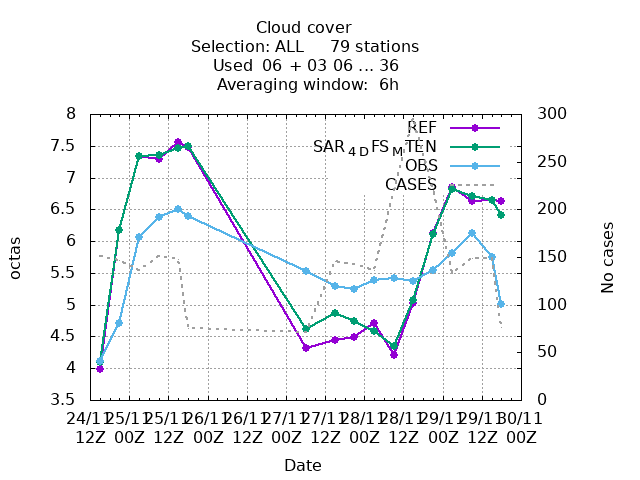 Cloud cover
Selection: ALL 79 stations
Used 06 + 03 06 ... 36
Averaging window: 6h
8
7.5
7
6.5
6
5.5
5
4.5
4
3.5
octas
300
250
200
150
100
50
0
No cases
REF
SAR4DFSMTEN
OBS
CASES
24/11 25/11 25/11 26/11 26/11 27/11 27/11 28/11 28/11 29/11 29/11 30/11
12Z 00Z 12Z 00Z 12Z 00Z 12Z 00Z 12Z 00Z 12Z 00Z
Date